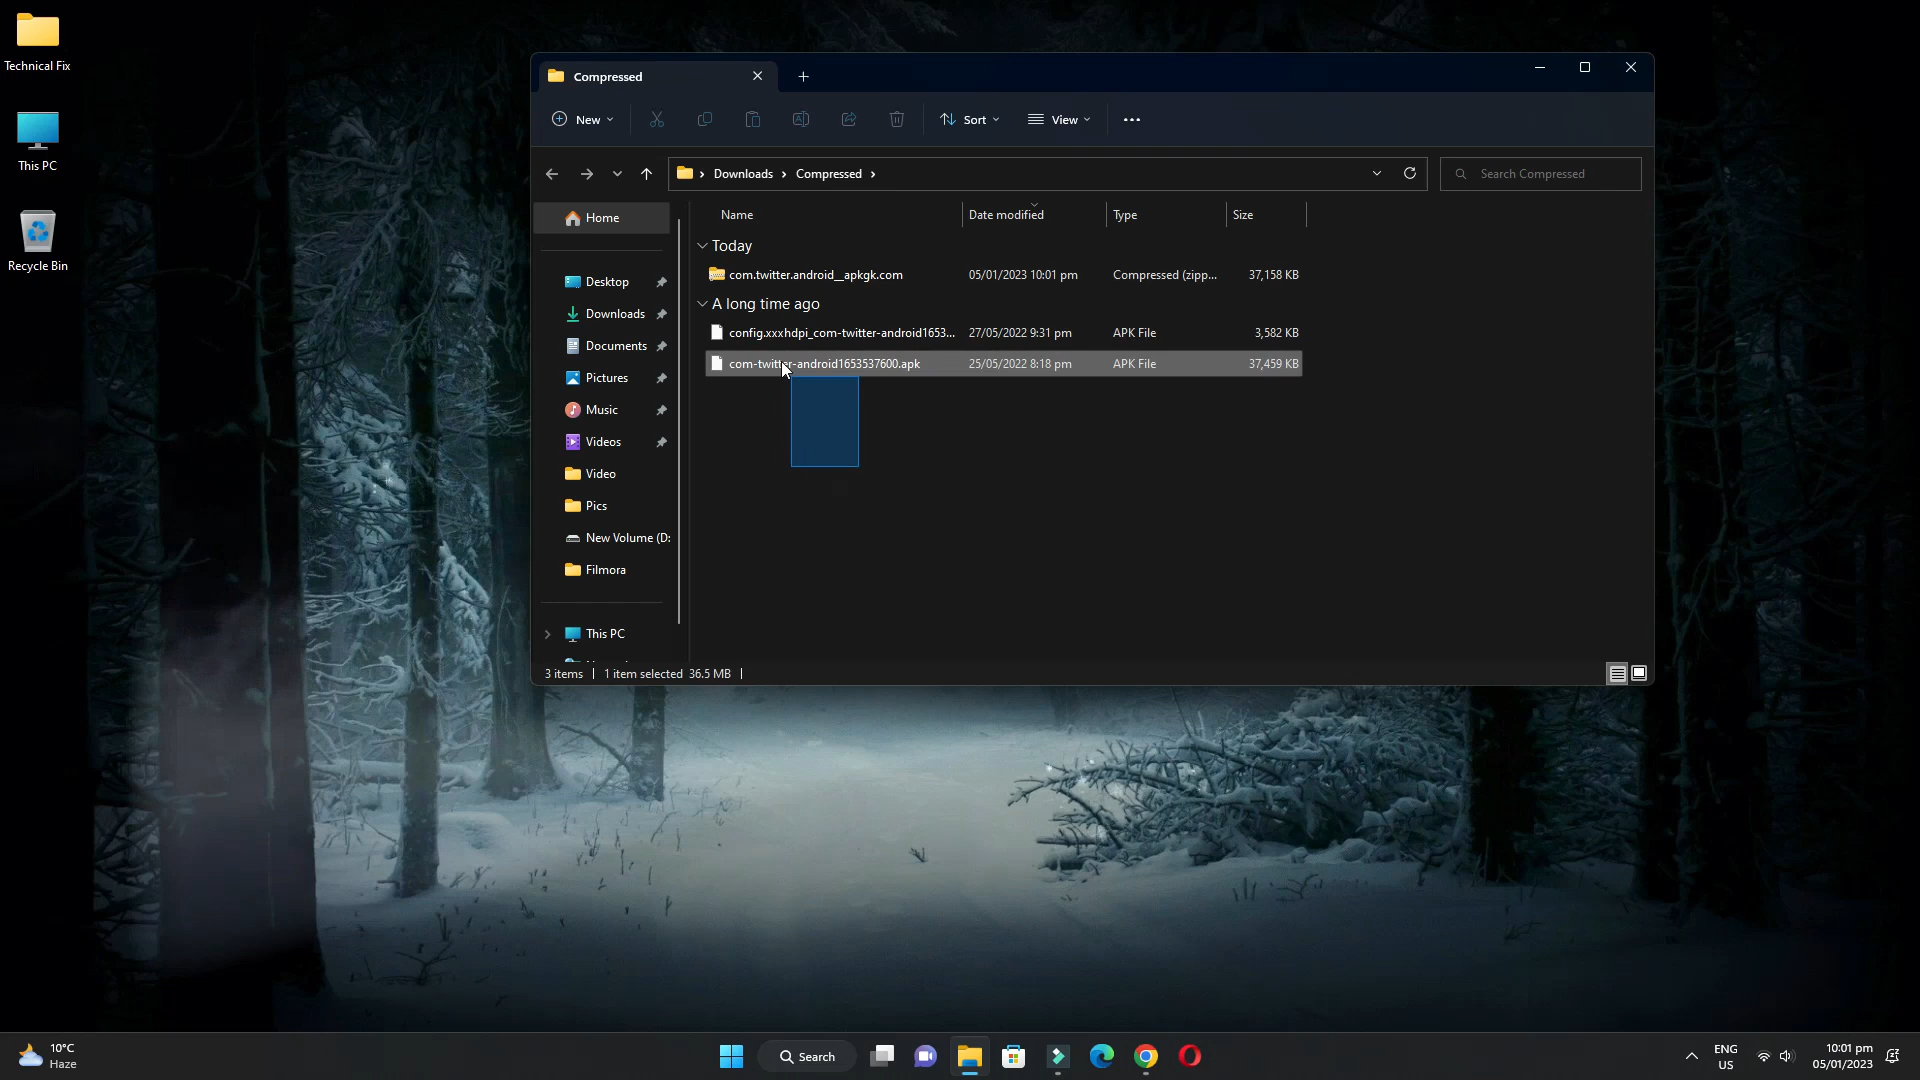 Technical Fix
This PC
Recycle Bin
Compressed
New
Sort
View
Downloads
Compressed
Search Compressed
Home
Desktop
Downloads
Documents
Pictures
Music
Videos
Video
Pics
New Volume (D:
Filmora
This PC
Name Date modified Type Size
Today
com.twitter.android__apkgk.com 05/01/2023 10:01 pm Compressed (zipp... 37,158 KB
A long time ago
config.xxxhdpi_com-twitter-android1653... 27/05/2022 9:31 pm APK File 3,582 KB
com-twitter-android1653537600.apk 25/05/2022 8:18 pm APK File 37,459 KB
3 items 1 item selected 36.5 MB
10°C
Haze
Search
ENG
US
10:01 pm
05/01/2023